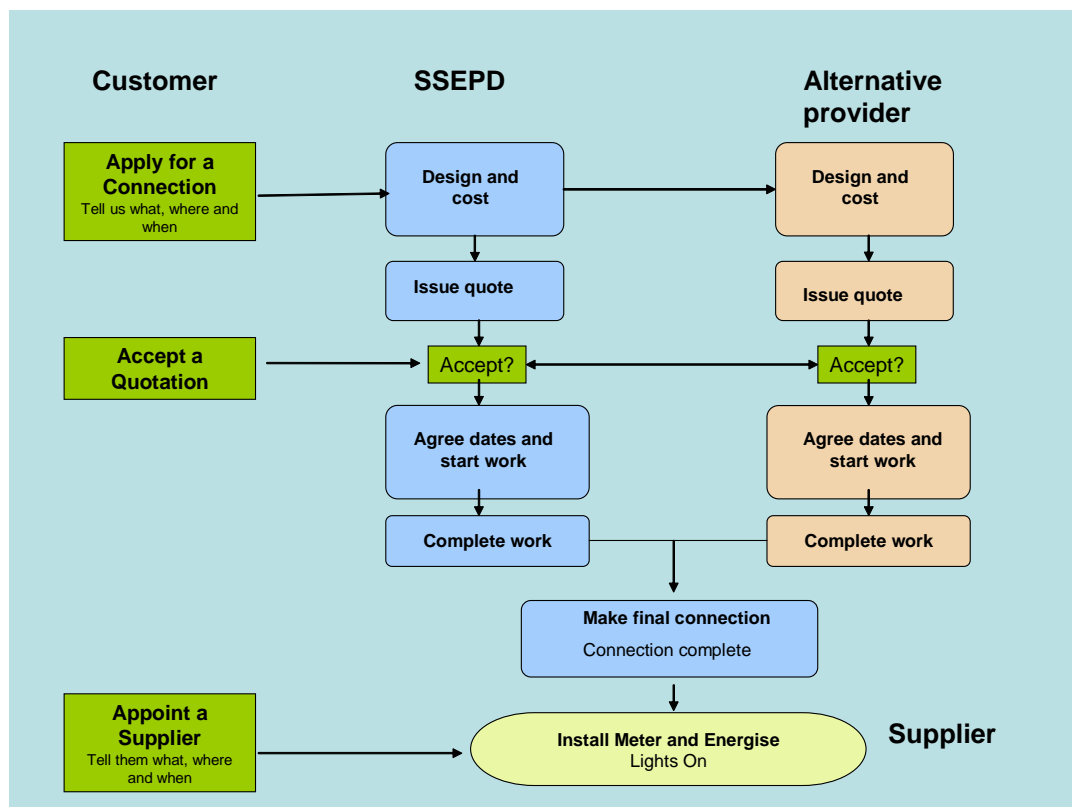 Customer
SSEPD
Alternative
provider
Apply for a
Connection
Tell us what, where and
when
Design and
cost
Design and
cost
Issue quote
Issue quote
Accept a
Quotation
Accept?
Accept?
Agree dates and
start work
Agree dates and
start work
Complete work
Complete work
Make final connection
Connection complete
Appoint a
Supplier
Tell them what, where
and when
Install Meter and Energise
Lights On
Supplier